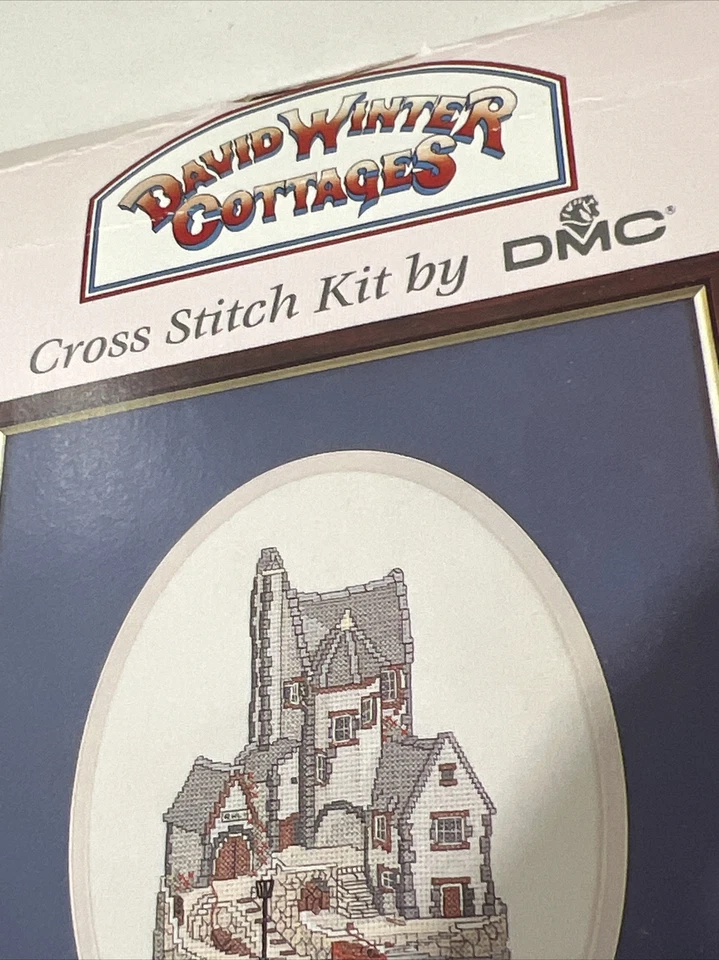 DAVID WINTER
COTTAGES
Cross Stitch Kit by DMC®